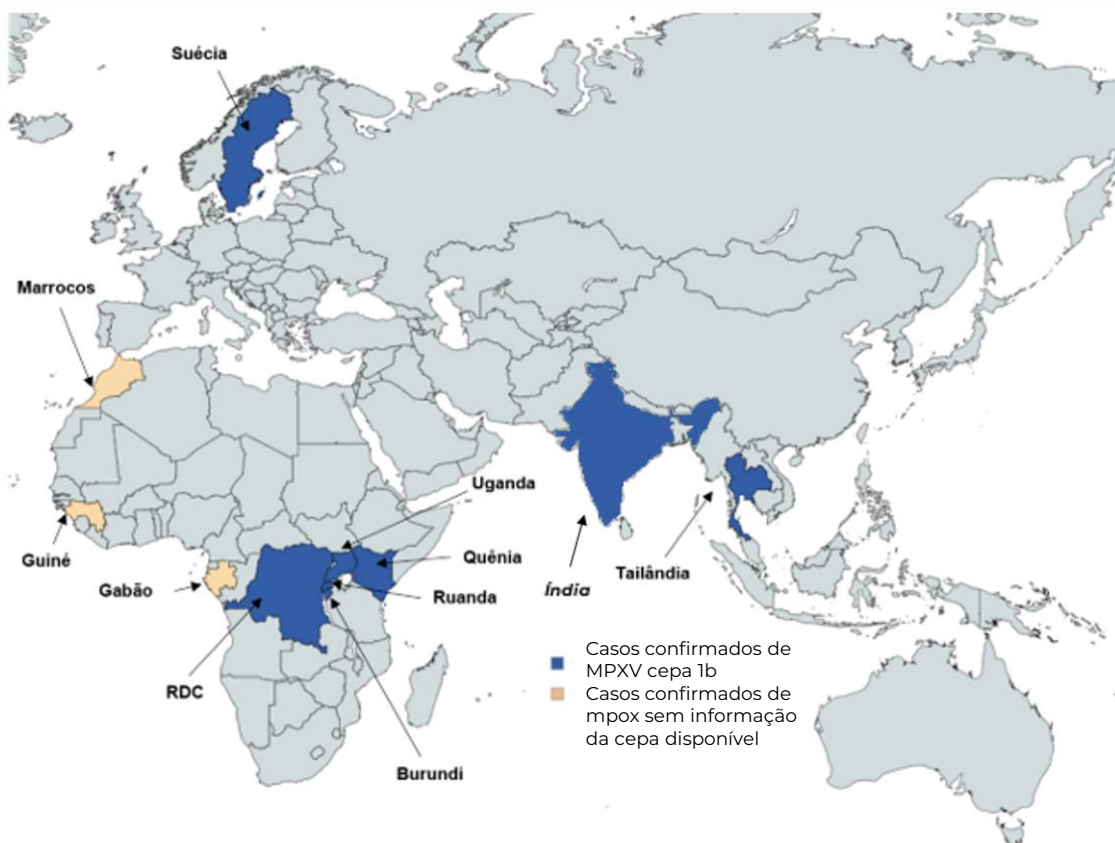 Suécia
Marrocos
Guiné
Gabão
RDC
Uganda
Quênia
Ruanda
Burundi
Índia
Tailândia
Casos confirmados de
MPXV cepa 1b
Casos confirmados de
mpox sem informação
da cepa disponível